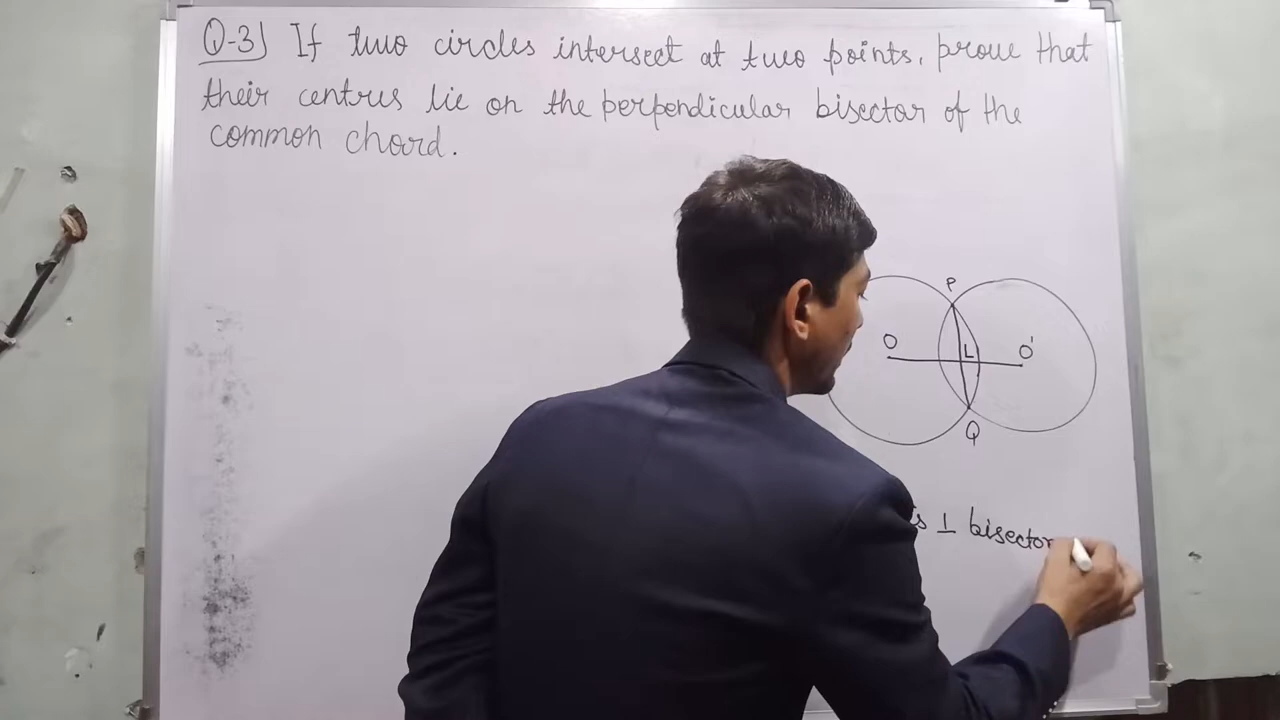 Q-3) If two circles intersect at two points, prove that
their centres lie on the perpendicular bisector of the
common chord.
P
O
L
O'
Q
is ⊥ bisector